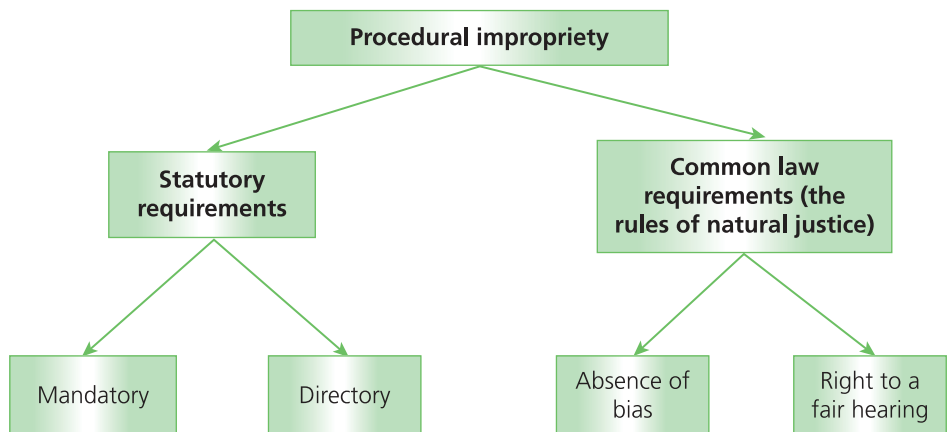 Procedural impropriety
Statutory
requirements
Common law
requirements (the
rules of natural justice)
Mandatory
Directory
Absence of
bias
Right to a
fair hearing